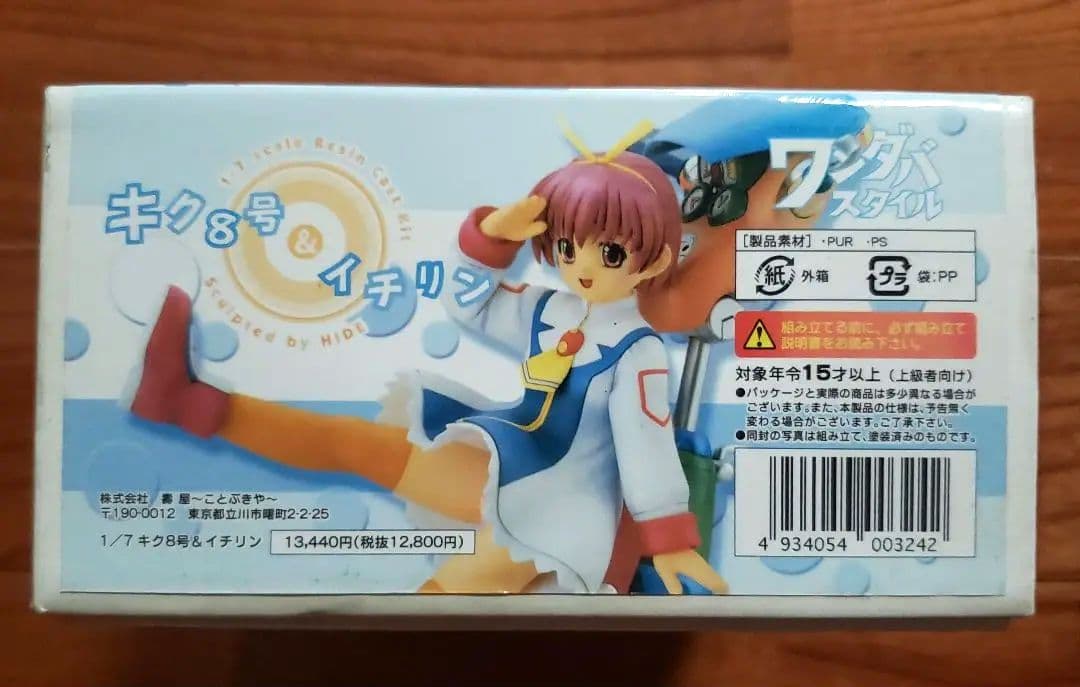 1/7 scale Resin Cast Kit
キク8号
&
イチリン
Sculpted by HIDE
ワンダバ
スタイル
[製品素材] ・PUR ・PS
紙 外箱 プラ 袋:PP
組み立てる前に、必ず組み立て
説明書をお読み下さい。
対象年令15才以上（上級者向け）
●パッケージと実際の商品は多少異なる場合が
ございます。また、本製品の仕様は、予告無く
変わる場合がございます。ご了承下さい。
●同封の写真は組み立て、塗装済みのものです。
株式会社 壽屋〜ことぶきや〜
〒190-0012 東京都立川市曙町2-2-25
1/7 キク8号&イチリン 13,440円(税抜12,800円)
4 934054 003242